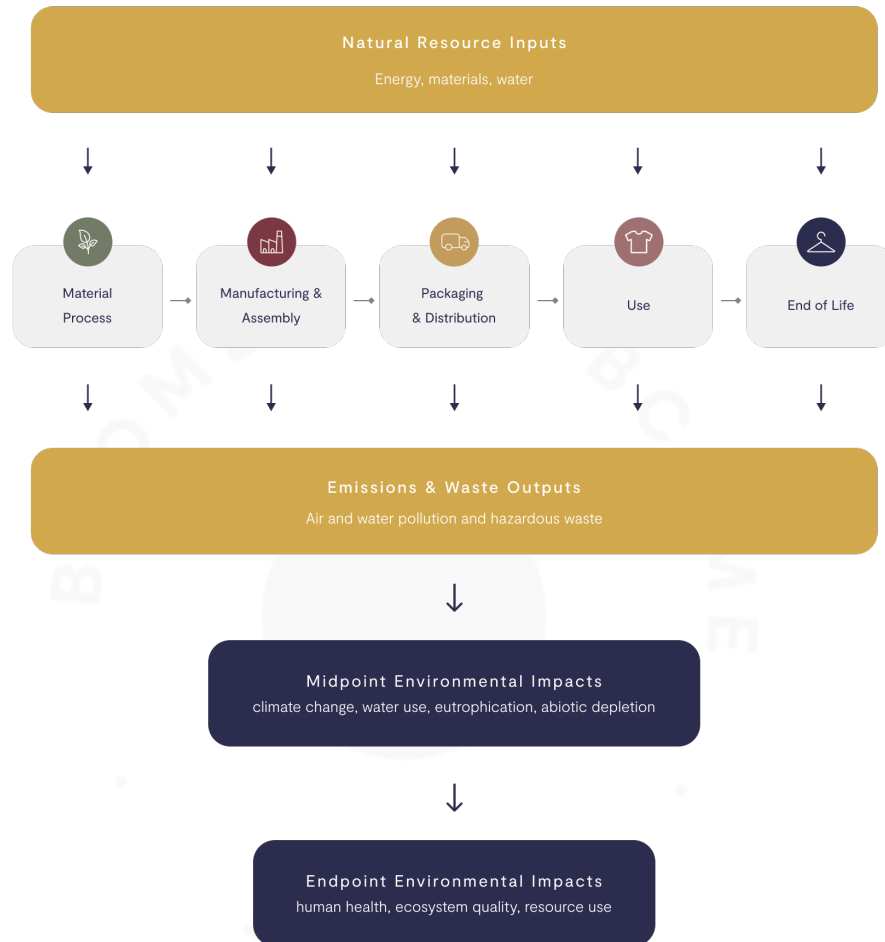 Natural Resource Inputs
Energy, materials, water
Material
Process
Manufacturing &
Assembly
Packaging
& Distribution
Use
End of Life
Emissions & Waste Outputs
Air and water pollution and hazardous waste
Midpoint Environmental Impacts
climate change, water use, eutrophication, abiotic depletion
Endpoint Environmental Impacts
human health, ecosystem quality, resource use